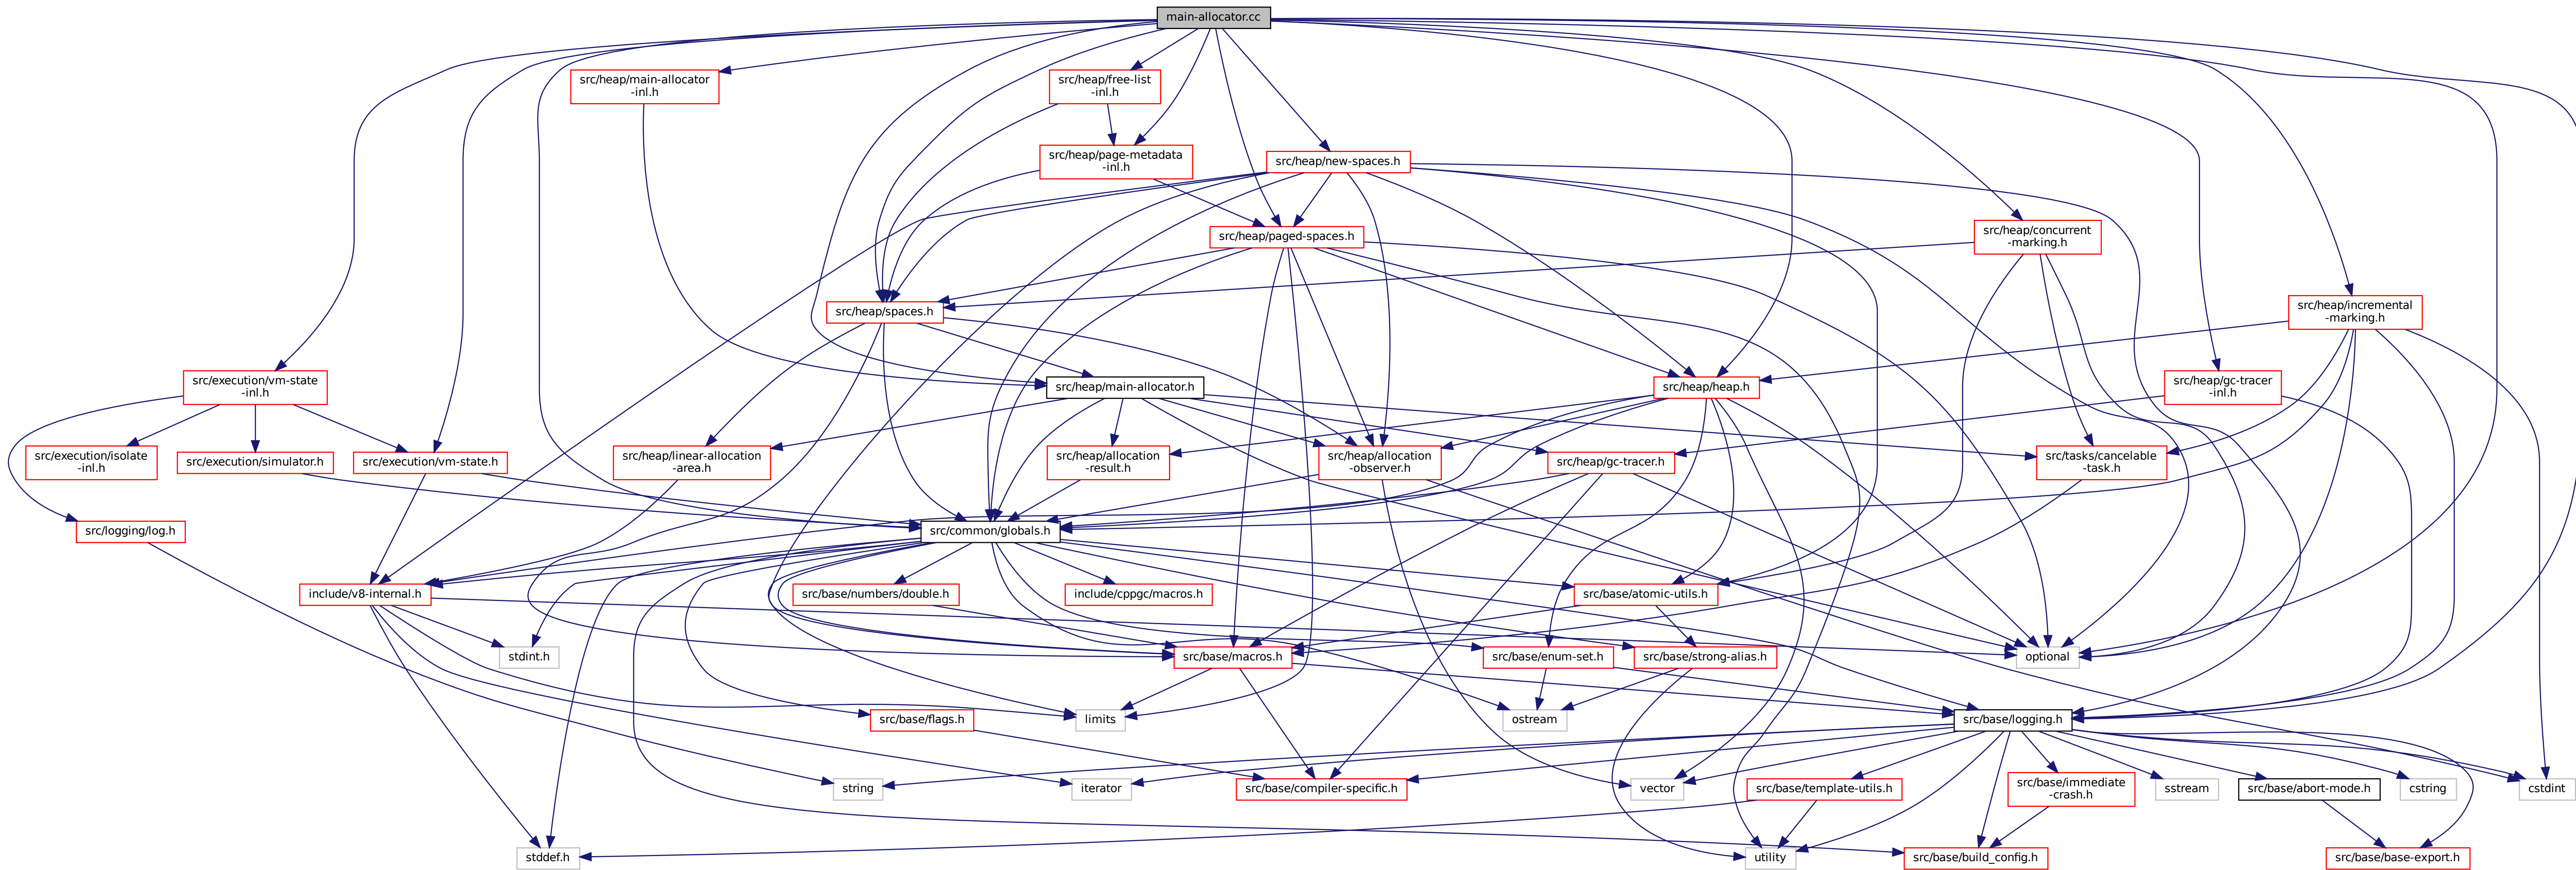 main-allocator.cc
src/heap/main-allocator
-inl.h
src/heap/free-list
-inl.h
src/heap/page-metadata
-inl.h
src/heap/new-spaces.h
src/heap/paged-spaces.h
src/heap/concurrent
-marking.h
src/heap/spaces.h
src/heap/incremental
-marking.h
src/execution/vm-state
-inl.h
src/heap/main-allocator.h
src/heap/heap.h
src/heap/gc-tracer
-inl.h
src/execution/isolate
-inl.h
src/execution/simulator.h
src/execution/vm-state.h
src/heap/linear-allocation
-area.h
src/heap/allocation
-result.h
src/heap/allocation
-observer.h
src/heap/gc-tracer.h
src/tasks/cancelable
-task.h
src/logging/log.h
src/common/globals.h
include/v8-internal.h
src/base/numbers/double.h
include/cppgc/macros.h
src/base/atomic-utils.h
stdint.h
src/base/macros.h
src/base/enum-set.h
src/base/strong-alias.h
optional
src/base/flags.h
limits
ostream
src/base/logging.h
string
iterator
src/base/compiler-specific.h
vector
src/base/template-utils.h
src/base/immediate
-crash.h
sstream
src/base/abort-mode.h
cstring
cstdint
stddef.h
utility
src/base/build_config.h
src/base/base-export.h